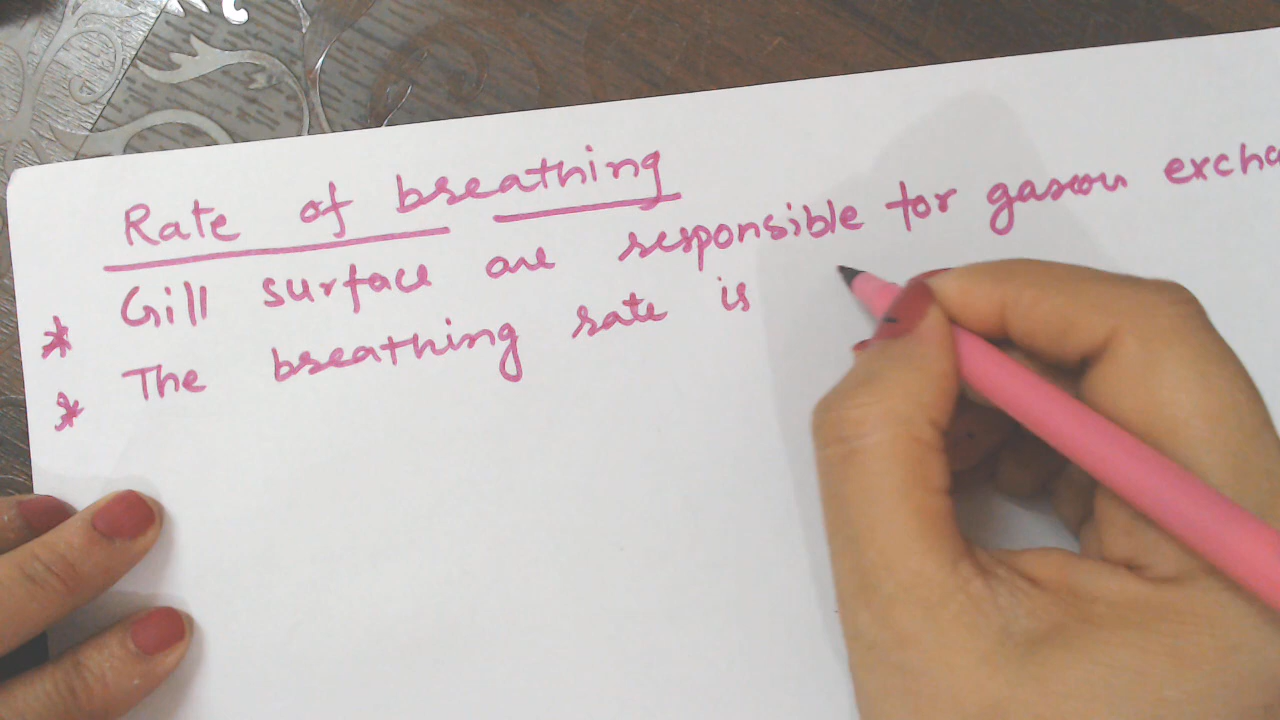 Rate of breathing
* Gill surface are responsible for gaseou excha
* The breathing rate is